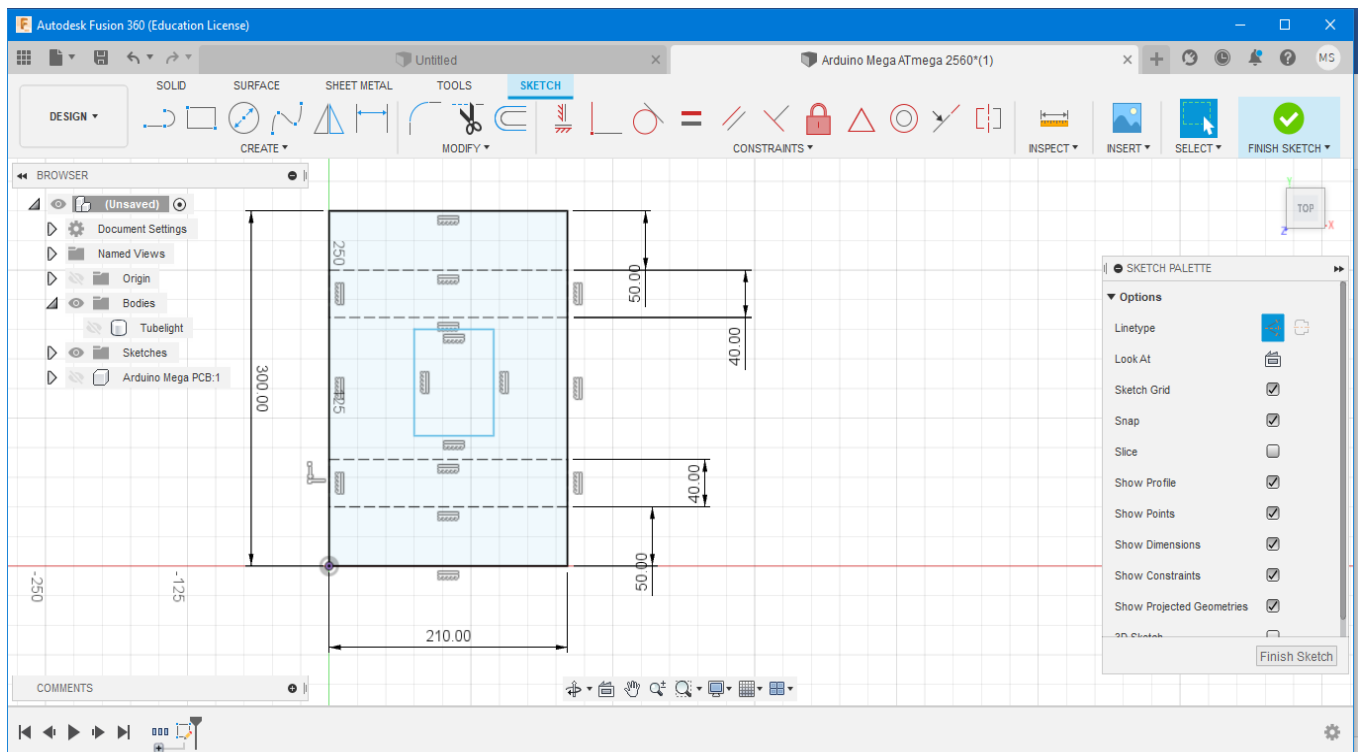 Autodesk Fusion 360 (Education License)
Untitled
Arduino Mega ATmega 2560*(1)
MS
SOLID SURFACE SHEET METAL TOOLS SKETCH
DESIGN
CREATE MODIFY CONSTRAINTS INSPECT INSERT SELECT FINISH SKETCH
BROWSER
(Unsaved)
Document Settings
Named Views
Origin
Bodies
Tubelight
Sketches
Arduino Mega PCB:1
TOP
Y
X
Z
250
125
50.00
40.00
300.00
40.00
50.00
210.00
-250
-125
SKETCH PALETTE
Options
Linetype
Look At
Sketch Grid
Snap
Slice
Show Profile
Show Points
Show Dimensions
Show Constraints
Show Projected Geometries
3D Sketch
Finish Sketch
COMMENTS